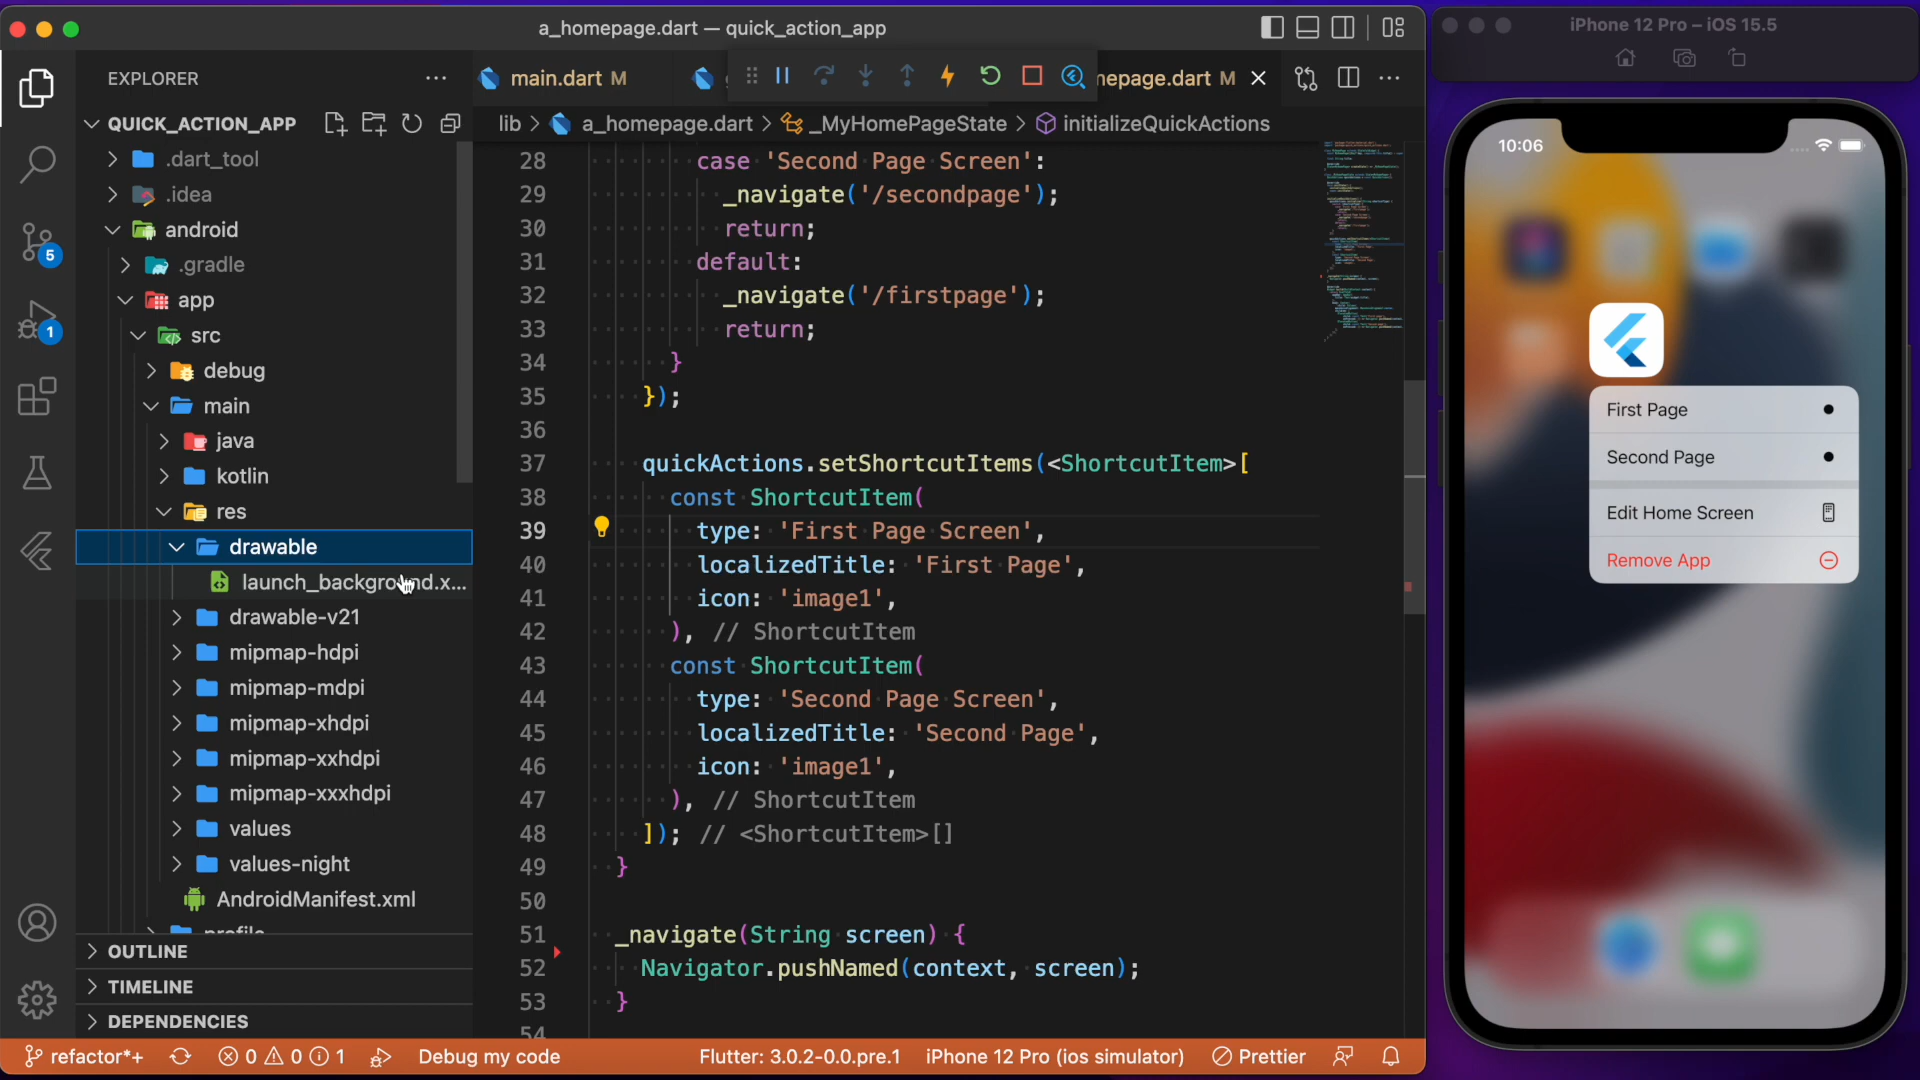 a_homepage.dart — quick_action_app
EXPLORER
QUICK_ACTION_APP
.dart_tool
.idea
android
.gradle
app
src
debug
main
java
kotlin
res
drawable
launch_background.x...
drawable-v21
mipmap-hdpi
mipmap-mdpi
mipmap-xhdpi
mipmap-xxhdpi
mipmap-xxxhdpi
values
values-night
AndroidManifest.xml
OUTLINE
TIMELINE
DEPENDENCIES
5
1
main.dart M
mepage.dart M
lib > a_homepage.dart > _MyHomePageState > initializeQuickActions
28 case 'Second Page Screen':
29 _navigate('/secondpage');
30 return;
31 default:
32 _navigate('/firstpage');
33 return;
34 }
35 });
36
37 quickActions.setShortcutItems(<ShortcutItem>[
38 const ShortcutItem(
39 type: 'First Page Screen',
40 localizedTitle: 'First Page',
41 icon: 'image1',
42 ), // ShortcutItem
43 const ShortcutItem(
44 type: 'Second Page Screen',
45 localizedTitle: 'Second Page',
46 icon: 'image1',
47 ), // ShortcutItem
48 ]); // <ShortcutItem>[]
49 }
50
51 _navigate(String screen) {
52 Navigator.pushNamed(context, screen);
53 }
54
refactor*+ 0 0 1 Debug my code Flutter: 3.0.2-0.0.pre.1 iPhone 12 Pro (ios simulator) Prettier
iPhone 12 Pro – iOS 15.5
10:06
First Page
Second Page
Edit Home Screen
Remove App